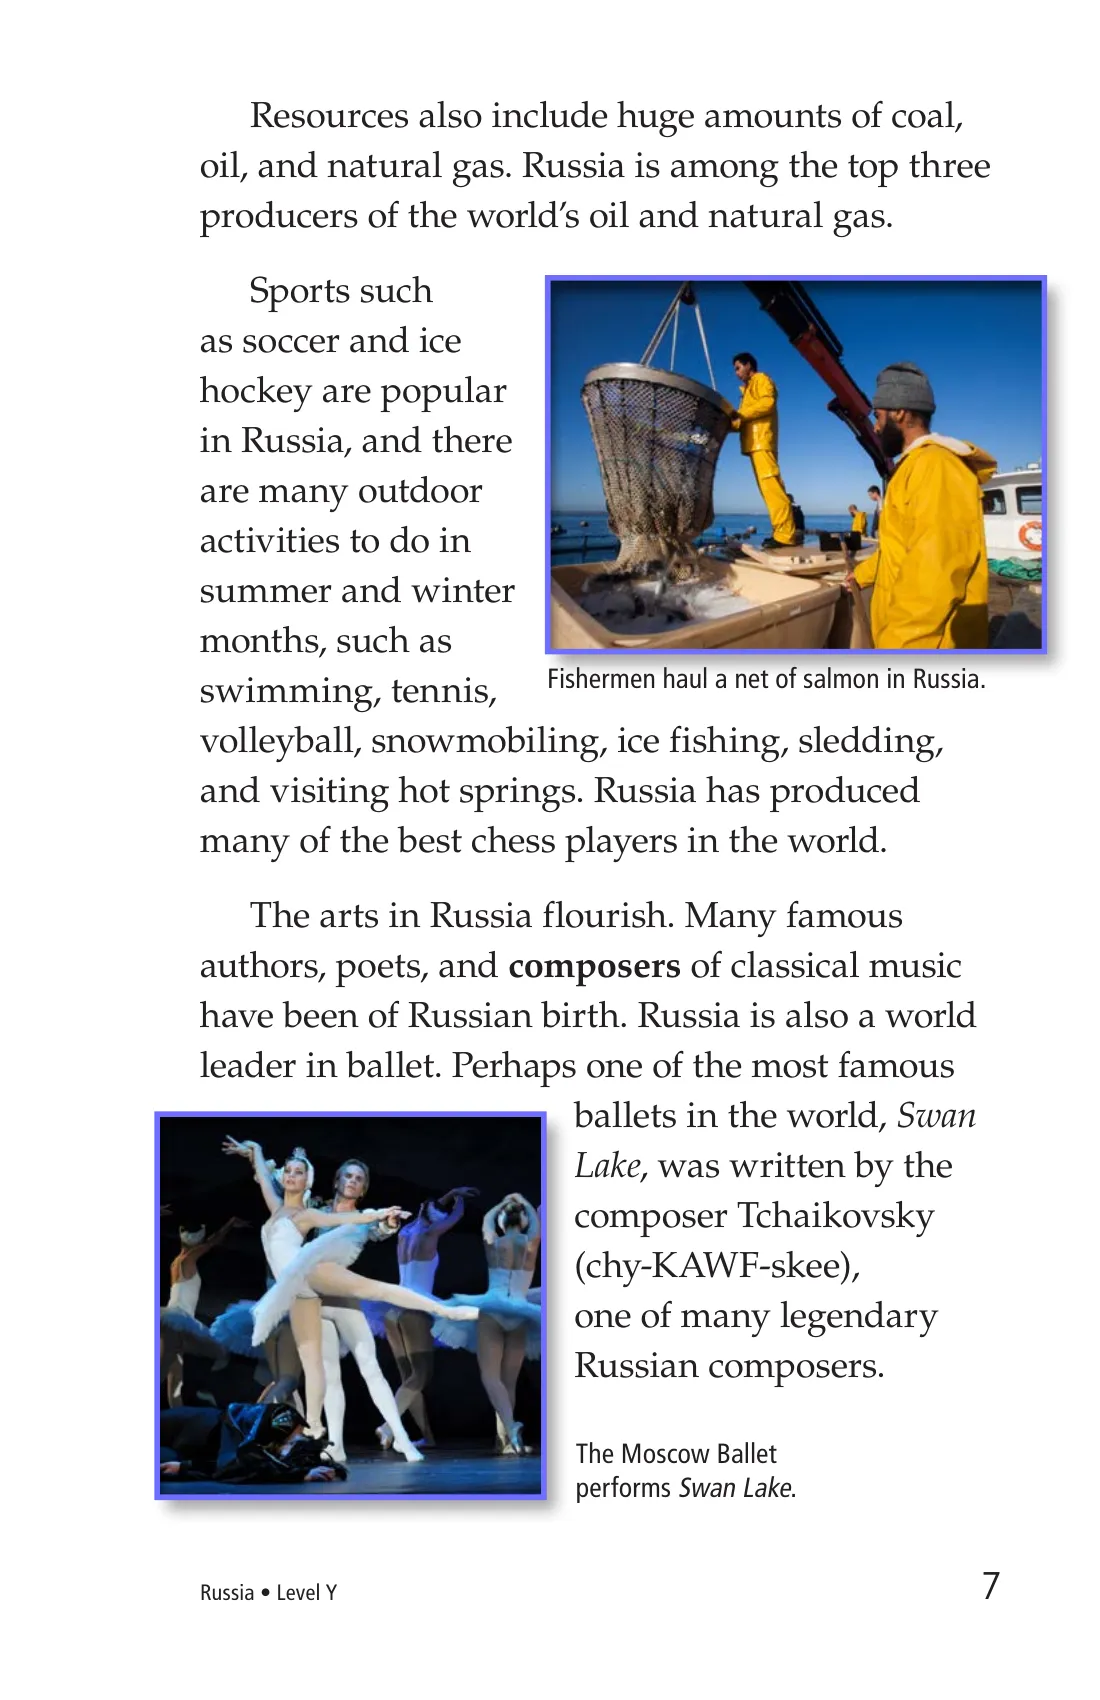 Resources also include huge amounts of coal,
oil, and natural gas. Russia is among the top three
producers of the world’s oil and natural gas.
Sports such
as soccer and ice
hockey are popular
in Russia, and there
are many outdoor
activities to do in
summer and winter
months, such as
swimming, tennis,
volleyball, snowmobiling, ice fishing, sledding,
and visiting hot springs. Russia has produced
many of the best chess players in the world.
Fishermen haul a net of salmon in Russia.
The arts in Russia flourish. Many famous
authors, poets, and composers of classical music
have been of Russian birth. Russia is also a world
leader in ballet. Perhaps one of the most famous
ballets in the world, Swan
Lake, was written by the
composer Tchaikovsky
(chy-KAWF-skee),
one of many legendary
Russian composers.
The Moscow Ballet
performs Swan Lake.
Russia • Level Y
7